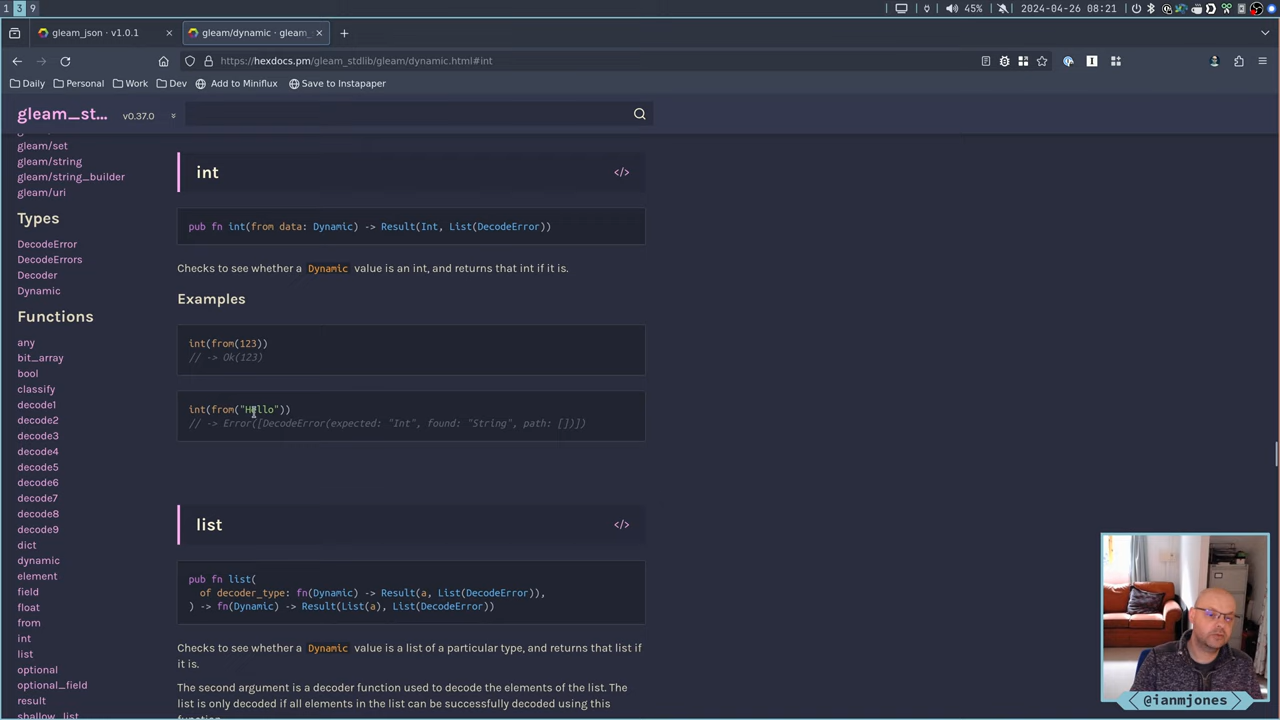 1 3 9
45%
2024-04-26 08:21
gleam_json · v1.0.1
gleam/dynamic · gleam_s
https://hexdocs.pm/gleam_stdlib/gleam/dynamic.html#int
Daily
Personal
Work
Dev
Add to Miniflux
Save to Instapaper
gleam_st...
v0.37.0
gleam/set
gleam/string
gleam/string_builder
gleam/uri
Types
DecodeError
DecodeErrors
Decoder
Dynamic
Functions
any
bit_array
bool
classify
decode1
decode2
decode3
decode4
decode5
decode6
decode7
decode8
decode9
dict
dynamic
element
field
float
from
int
list
optional
optional_field
result
shallow_list
int
</>
pub fn int(from data: Dynamic) -> Result(Int, List(DecodeError))
Checks to see whether a Dynamic value is an int, and returns that int if it is.
Examples
int(from(123))
// -> Ok(123)
int(from("Hello"))
// -> Error([DecodeError(expected: "Int", found: "String", path: [])])
list
</>
pub fn list(
of decoder_type: fn(Dynamic) -> Result(a, List(DecodeError)),
) -> fn(Dynamic) -> Result(List(a), List(DecodeError))
Checks to see whether a Dynamic value is a list of a particular type, and returns that list if
it is.
The second argument is a decoder function used to decode the elements of the list. The
list is only decoded if all elements in the list can be successfully decoded using this
function.
@ianmjones